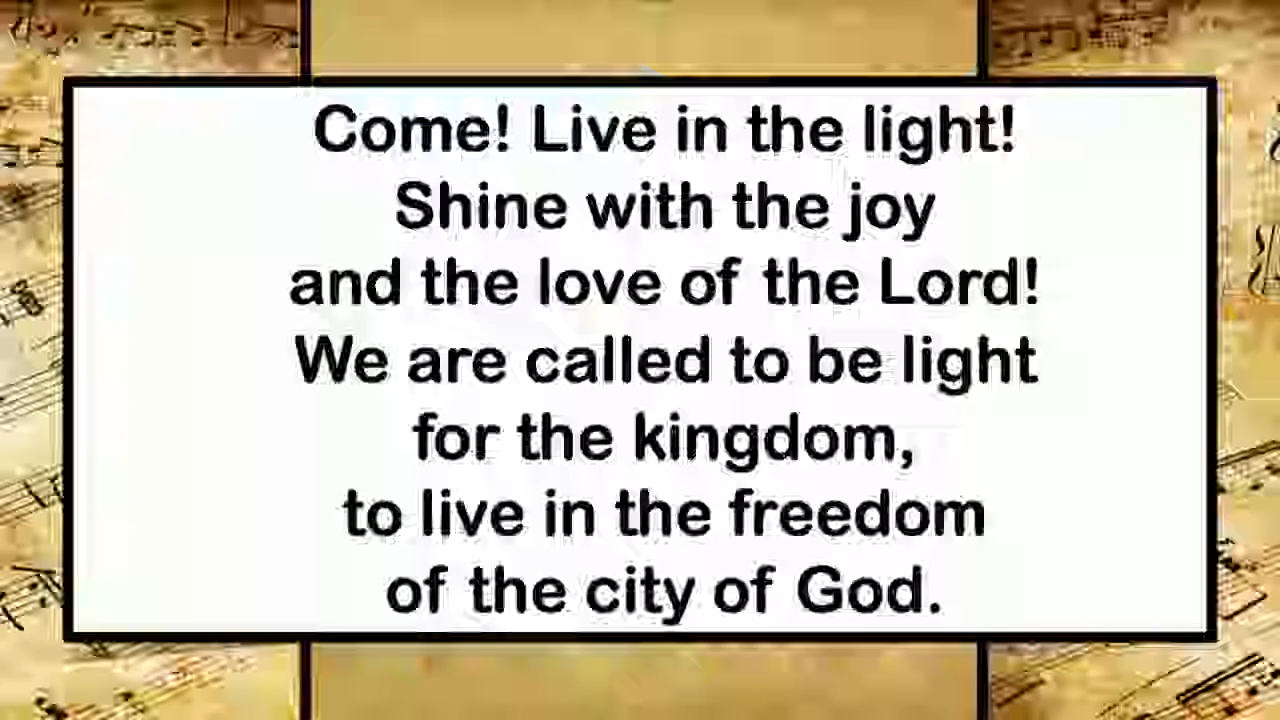 Come! Live in the light!
Shine with the joy
and the love of the Lord!
We are called to be light
for the kingdom,
to live in the freedom
of the city of God.